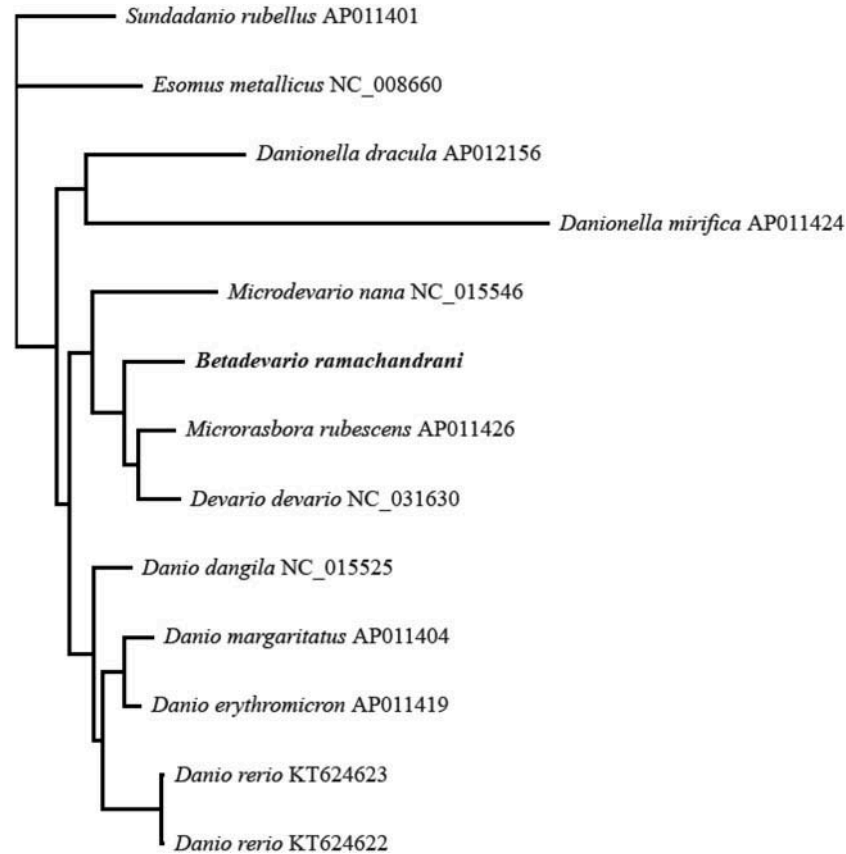 Sundadanio rubellus AP011401
Esomus metallicus NC_008660
Danionella dracula AP012156
Danionella mirifica AP011424
Microdevario nana NC_015546
Betadevario ramachandrani
Microrasbora rubescens AP011426
Devario devario NC_031630
Danio dangila NC_015525
Danio margaritatus AP011404
Danio erythromicron AP011419
Danio rerio KT624623
Danio rerio KT624622